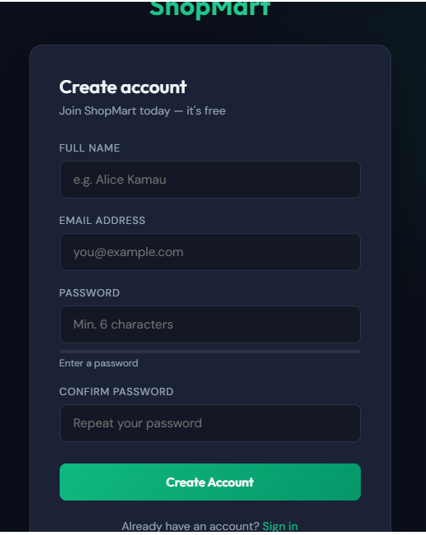 ShopMart
Create account
Join ShopMart today — it's free
FULL NAME
e.g. Alice Kamau
EMAIL ADDRESS
you@example.com
PASSWORD
Min. 6 characters
Enter a password
CONFIRM PASSWORD
Repeat your password
Create Account
Already have an account? Sign in